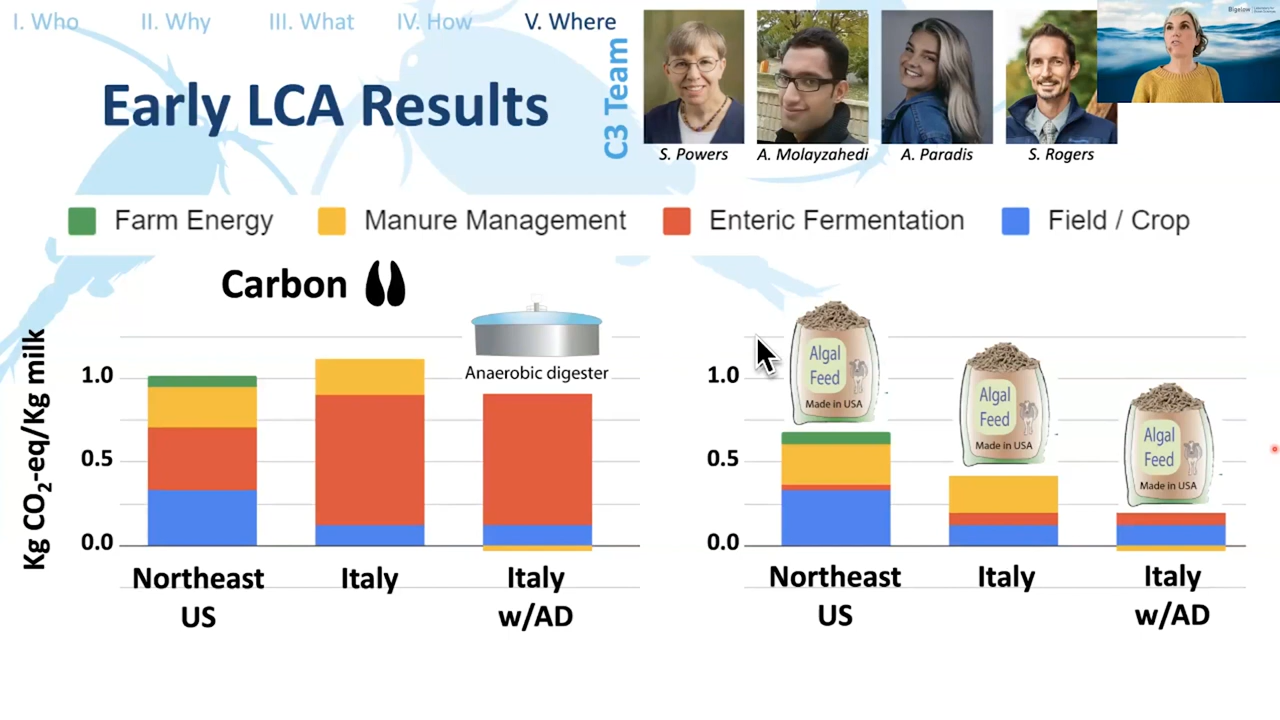 I. Who II. Why III. What IV. How V. Where
Early LCA Results
C3 Team
S. Powers A. Molayzahedi A. Paradis S. Rogers
Bigelow
Farm Energy Manure Management Enteric Fermentation Field / Crop
Carbon
Kg CO₂-eq/Kg milk
1.0
0.5
0.0
Anaerobic digester
Northeast US
Italy
Italy w/AD
1.0
0.5
0.0
Algal
Feed
Made in USA
Algal
Feed
Made in USA
Algal
Feed
Made in USA
Northeast US
Italy
Italy w/AD